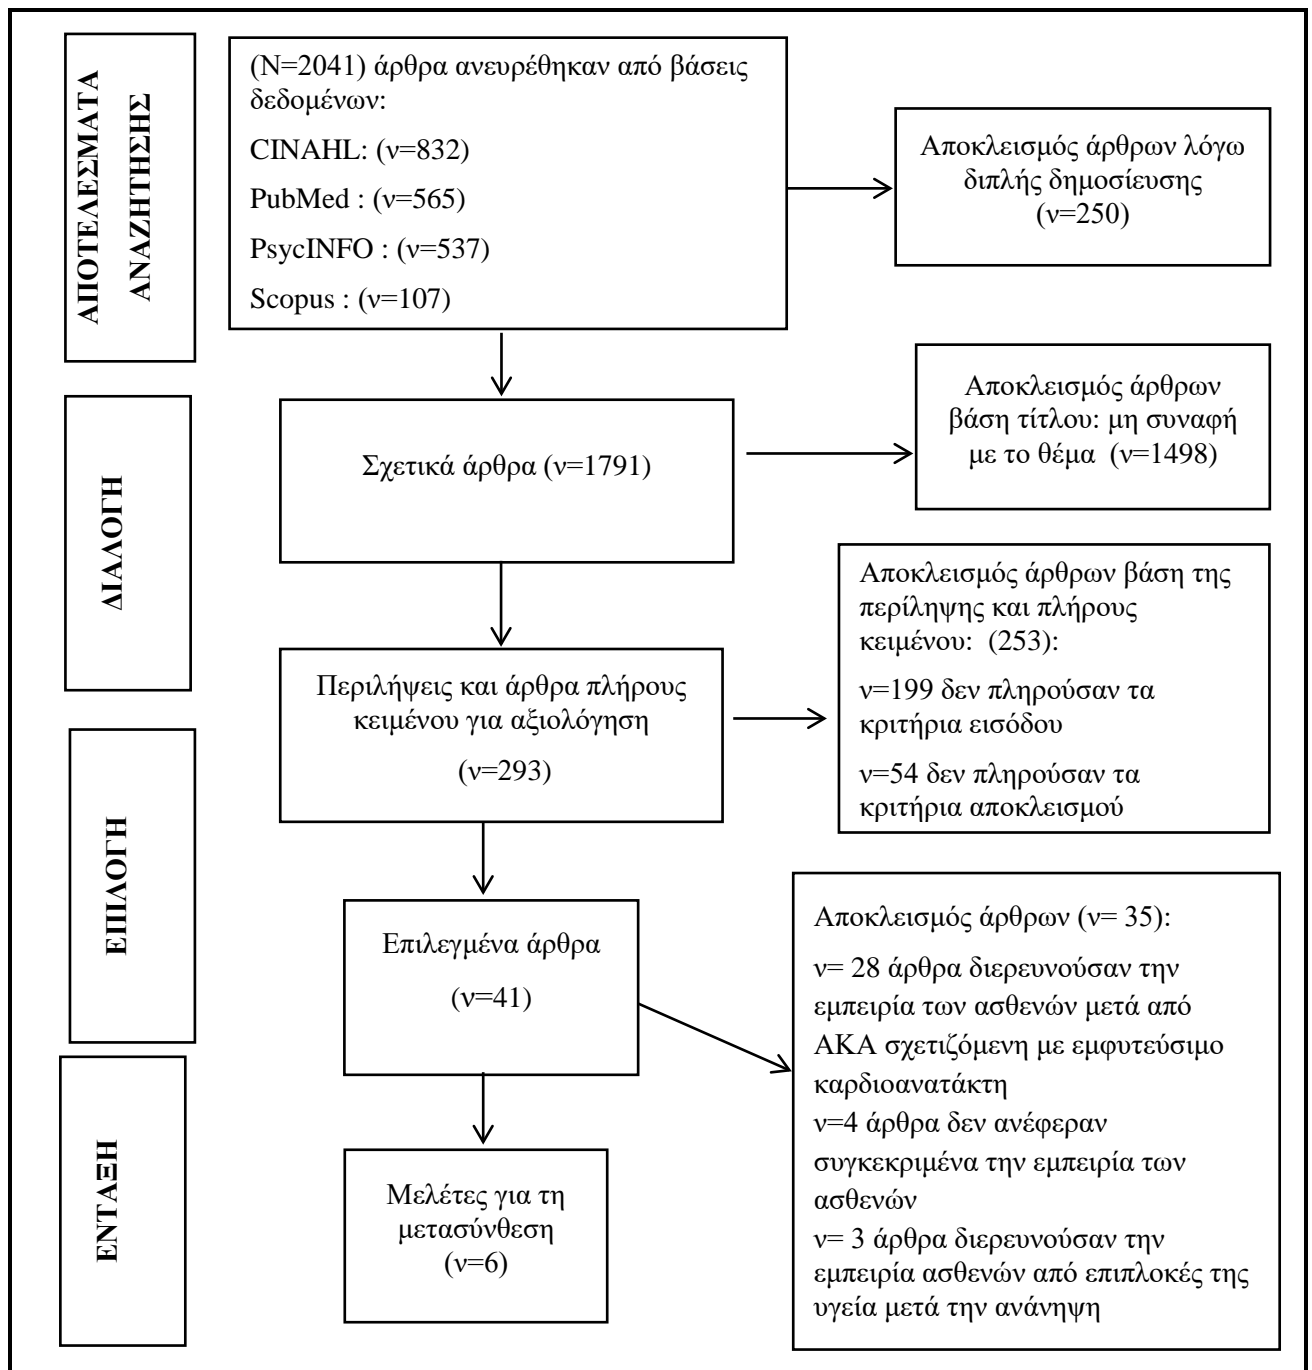 ΑΠΟΤΕΛΕΣΜΑΤΑ
ΑΝΑΖΗΤΗΣΗΣ
(Ν=2041) άρθρα ανευρέθηκαν από βάσεις
δεδομένων:
CINAHL: (ν=832)
PubMed : (ν=565)
PsycINFO : (ν=537)
Scopus : (ν=107)
Αποκλεισμός άρθρων λόγω
διπλής δημοσίευσης
(ν=250)
ΔΙΑΛΟΓΗ
Σχετικά άρθρα (ν=1791)
Αποκλεισμός άρθρων
βάση τίτλου: μη συναφή
με το θέμα (ν=1498)
Περιλήψεις και άρθρα πλήρους
κειμένου για αξιολόγηση
(ν=293)
Αποκλεισμός άρθρων βάση της
περίληψης και πλήρους
κειμένου: (253):
ν=199 δεν πληρούσαν τα
κριτήρια εισόδου
ν=54 δεν πληρούσαν τα
κριτήρια αποκλεισμού
ΕΠΙΛΟΓΗ
Επιλεγμένα άρθρα
(ν=41)
Αποκλεισμός άρθρων (ν= 35):
ν= 28 άρθρα διερευνούσαν την
εμπειρία των ασθενών μετά από
ΑΚΑ σχετιζόμενη με εμφυτεύσιμο
καρδιοανατάκτη
ν=4 άρθρα δεν ανέφεραν
συγκεκριμένα την εμπειρία των
ασθενών
ν= 3 άρθρα διερευνούσαν την
εμπειρία ασθενών από επιπλοκές της
υγεία μετά την ανάνηψη
ΕΝΤΑΞΗ
Μελέτες για τη
μετασύνθεση
(ν=6)